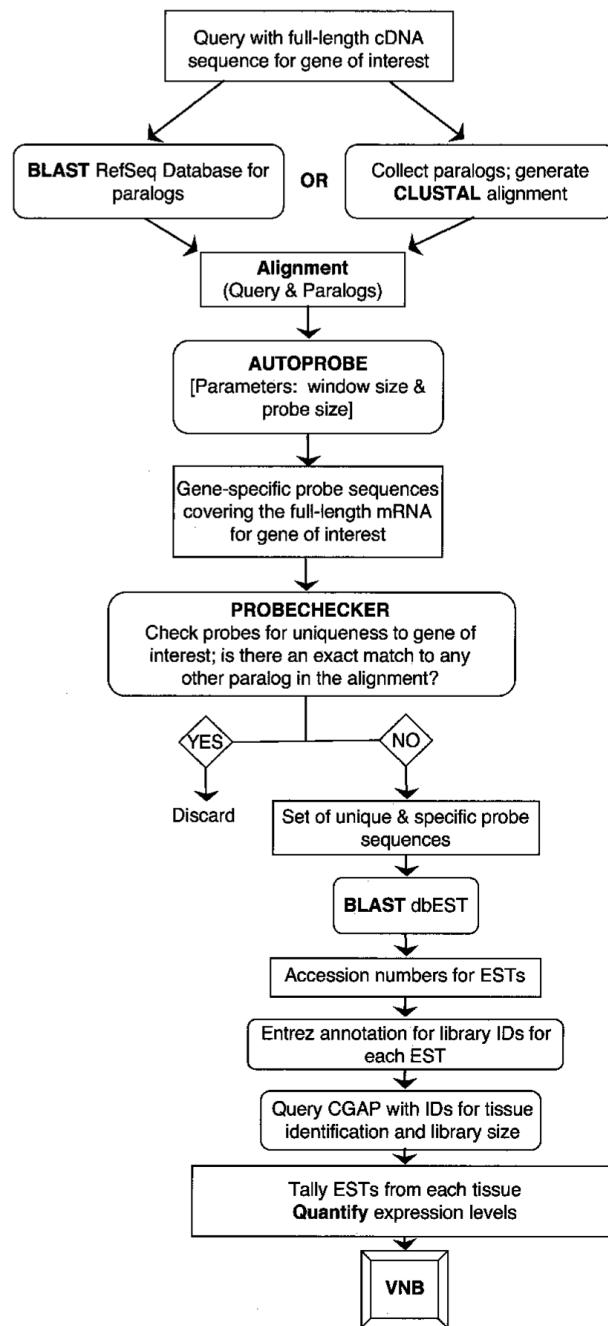 Query with full-length cDNA
sequence for gene of interest
BLAST RefSeq Database for
paralogs
OR
Collect paralogs; generate
CLUSTAL alignment
Alignment
(Query & Paralogs)
AUTOPROBE
[Parameters: window size &
probe size]
Gene-specific probe sequences
covering the full-length mRNA
for gene of interest
PROBECHECKER
Check probes for uniqueness to gene of
interest; is there an exact match to any
other paralog in the alignment?
YES
NO
Discard
Set of unique & specific probe
sequences
BLAST dbEST
Accession numbers for ESTs
Entrez annotation for library IDs for
each EST
Query CGAP with IDs for tissue
identification and library size
Tally ESTs from each tissue
Quantify expression levels
VNB